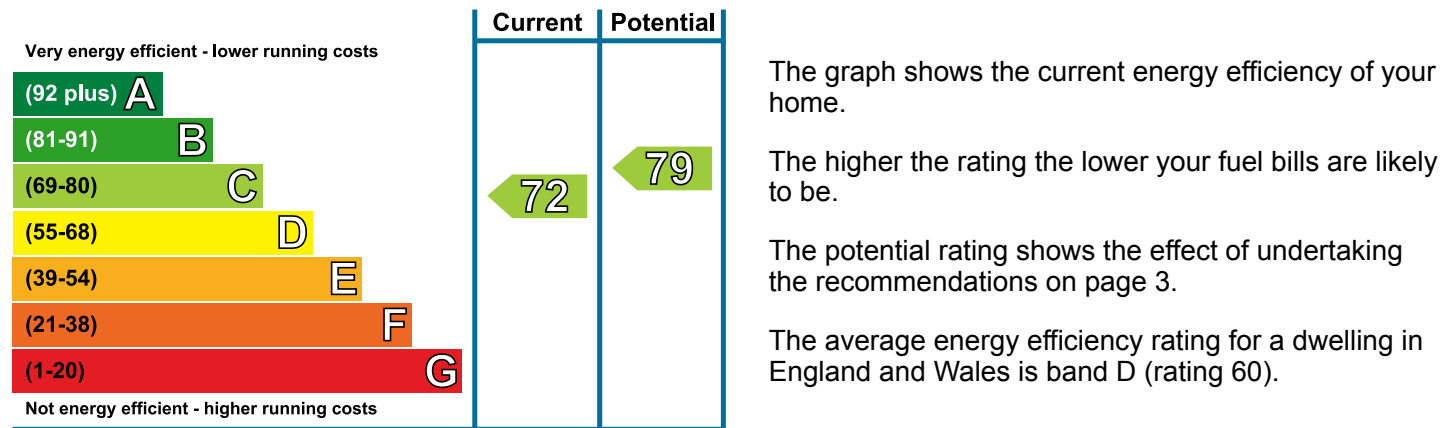 Current Potential
Very energy efficient - lower running costs
(92 plus) A
(81-91) B
(69-80) C
(55-68) D
(39-54) E
(21-38) F
(1-20) G
Not energy efficient - higher running costs
72
79
The graph shows the current energy efficiency of your
home.
The higher the rating the lower your fuel bills are likely
to be.
The potential rating shows the effect of undertaking
the recommendations on page 3.
The average energy efficiency rating for a dwelling in
England and Wales is band D (rating 60).